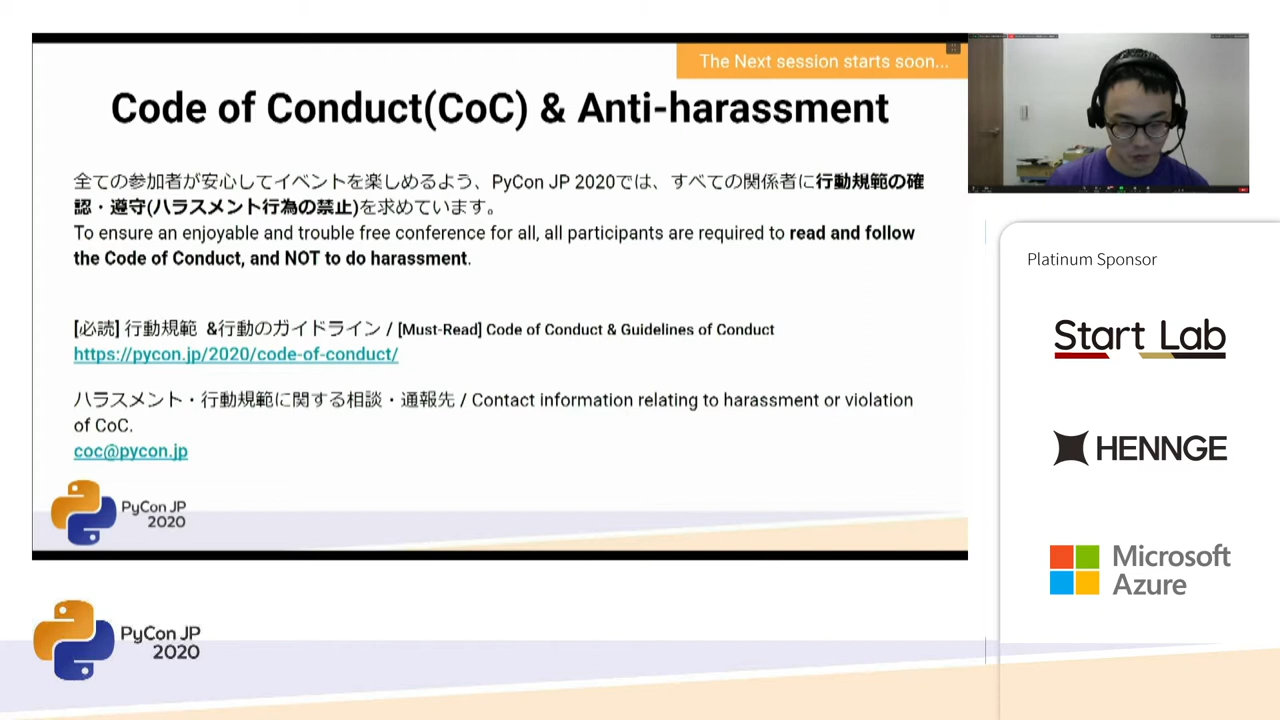 The Next session starts soon...
Code of Conduct(CoC) & Anti-harassment
全ての参加者が安心してイベントを楽しめるよう、PyCon JP 2020では、すべての関係者に行動規範の確
認・遵守(ハラスメント行為の禁止)を求めています。
To ensure an enjoyable and trouble free conference for all, all participants are required to read and follow
the Code of Conduct, and NOT to do harassment.
[必読] 行動規範 &行動のガイドライン / [Must-Read] Code of Conduct & Guidelines of Conduct
https://pycon.jp/2020/code-of-conduct/
ハラスメント・行動規範に関する相談・通報先 / Contact information relating to harassment or violation
of CoC.
coc@pycon.jp
PyCon JP
2020
Platinum Sponsor
Start Lab
HENNGE
Microsoft
Azure
PyCon JP
2020